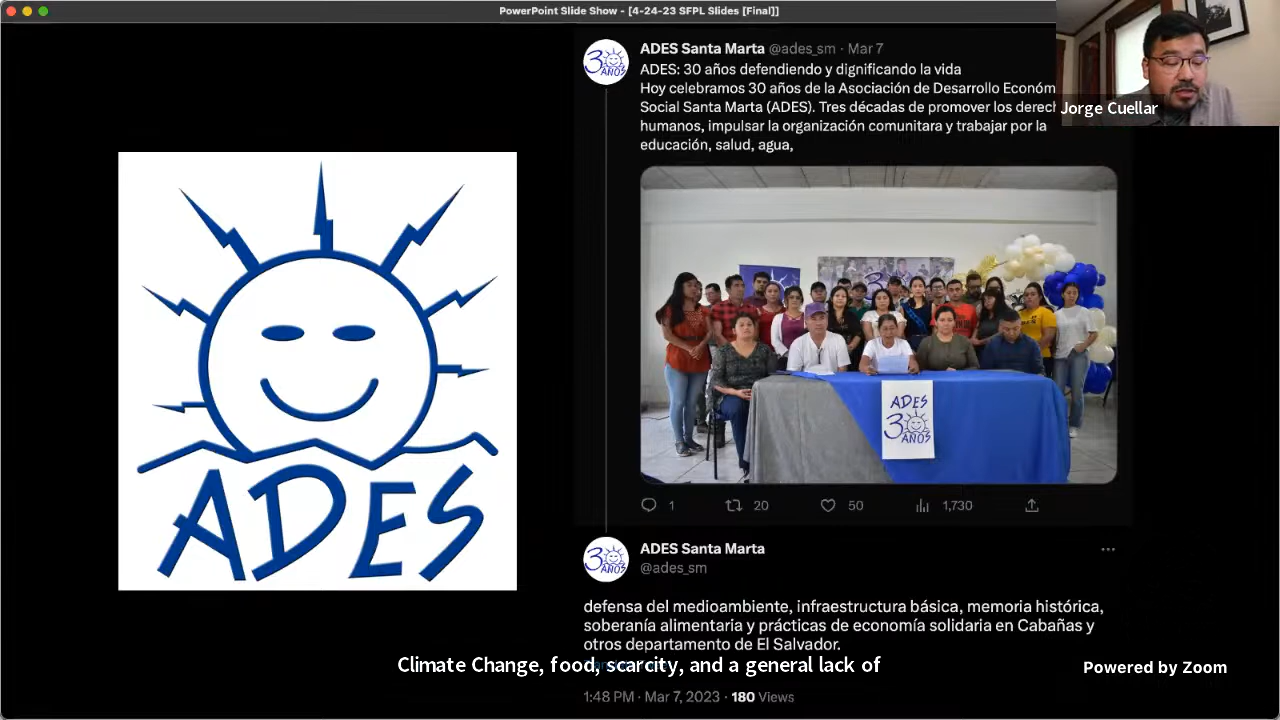 PowerPoint Slide Show - [4-24-23 SFPL Slides [Final]]
ADES Santa Marta @ades_sm · Mar 7
ADES: 30 años defendiendo y dignificando la vida
Hoy celebramos 30 años de la Asociación de Desarrollo Económ
Social Santa Marta (ADES). Tres décadas de promover los derech
humanos, impulsar la organización comunitara y trabajar por la
educación, salud, agua,
Jorge Cuellar
ADES
ADES
30
AÑOS
1 20 50 1,730
30
AÑOS
ADES Santa Marta
@ades_sm
defensa del medioambiente, infraestructura básica, memoria histórica,
soberanía alimentaria y prácticas de economía solidaria en Cabañas y
otros departamento de El Salvador.
Climate Change, food, scarcity, and a general lack of
Powered by Zoom
1:48 PM · Mar 7, 2023 · 180 Views